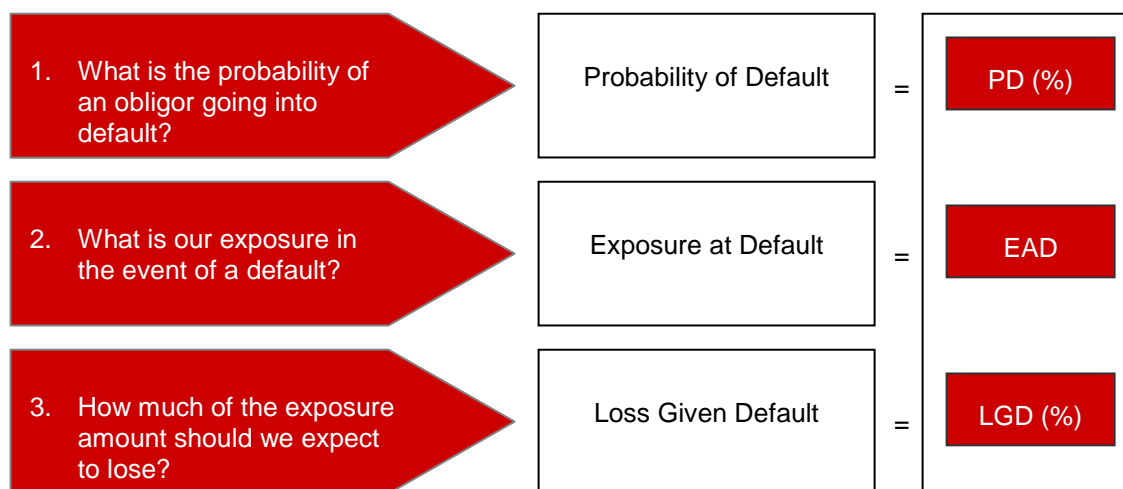 1. What is the probability of
an obligor going into
default?
Probability of Default
=
PD (%)
2. What is our exposure in
the event of a default?
Exposure at Default
=
EAD
3. How much of the exposure
amount should we expect
to lose?
Loss Given Default
=
LGD (%)